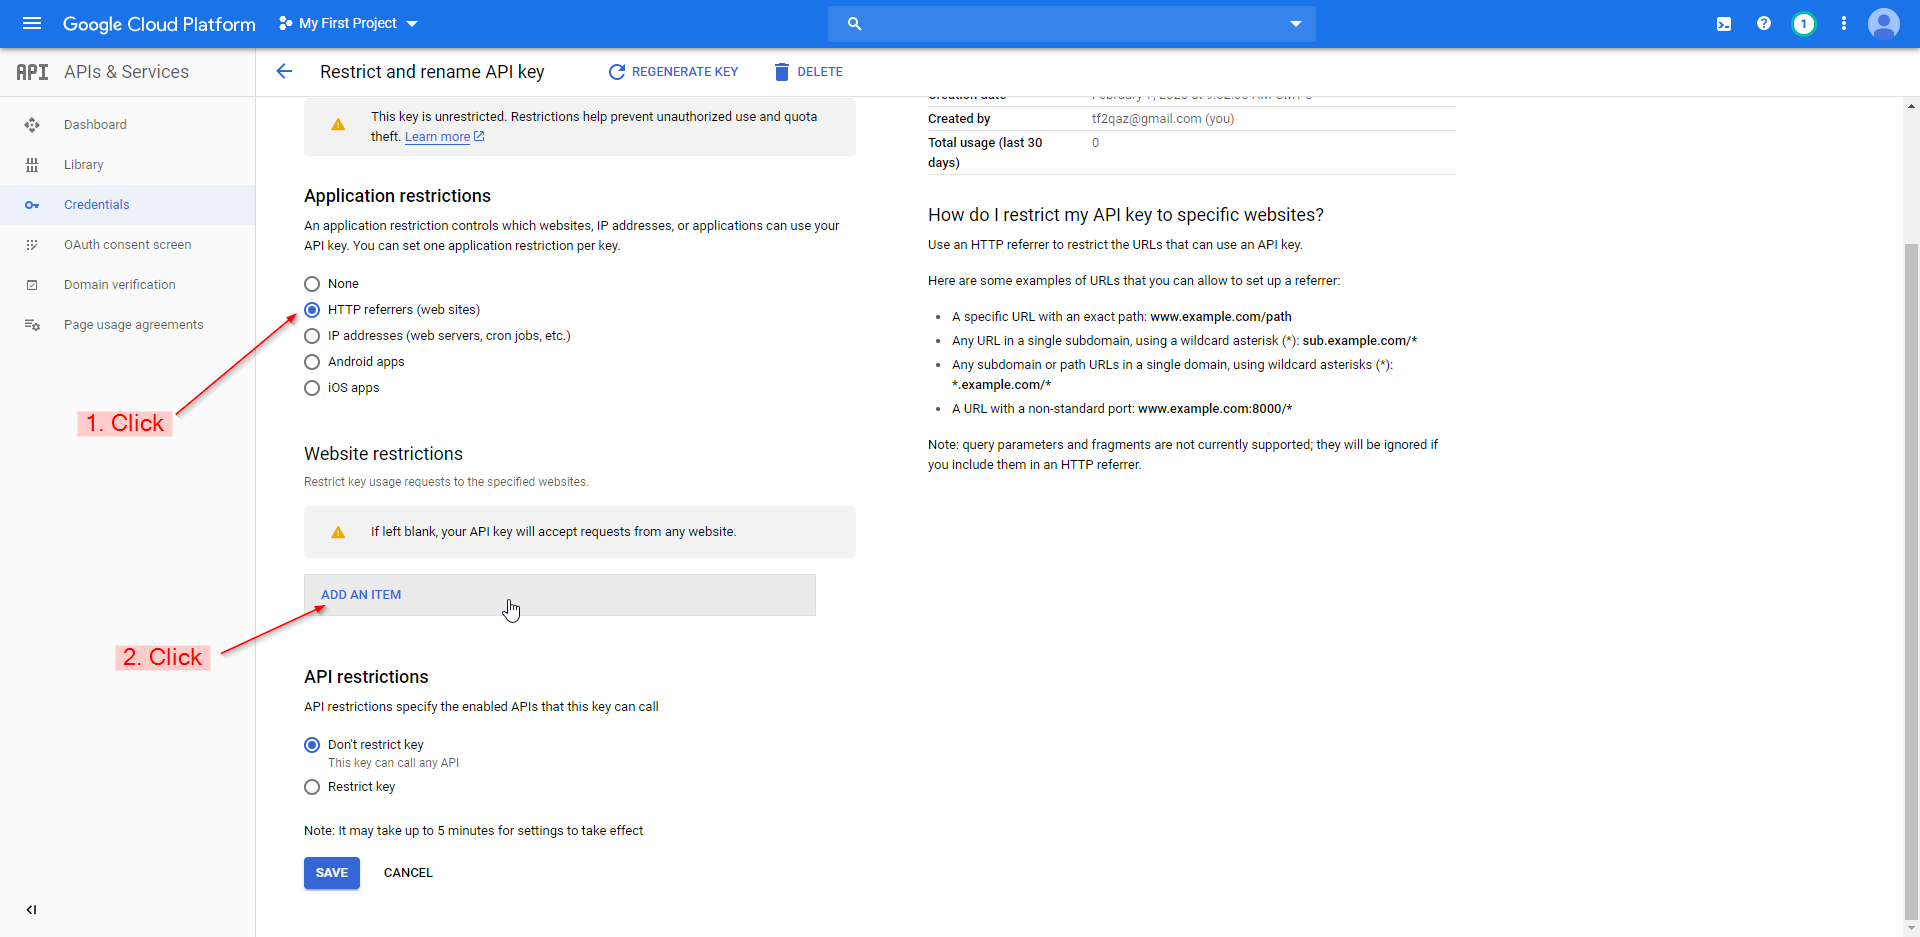 Google Cloud Platform
My First Project
1
API APIs & Services
Restrict and rename API key
REGENERATE KEY
DELETE
Dashboard
Library
Credentials
OAuth consent screen
Domain verification
Page usage agreements
This key is unrestricted. Restrictions help prevent unauthorized use and quota
theft. Learn more
Application restrictions
An application restriction controls which websites, IP addresses, or applications can use your
API key. You can set one application restriction per key.
None
HTTP referrers (web sites)
IP addresses (web servers, cron jobs, etc.)
Android apps
iOS apps
1. Click
Website restrictions
Restrict key usage requests to the specified websites.
If left blank, your API key will accept requests from any website.
ADD AN ITEM
2. Click
API restrictions
API restrictions specify the enabled APIs that this key can call
Don't restrict key
This key can call any API
Restrict key
Note: It may take up to 5 minutes for settings to take effect
SAVE
CANCEL
Creation date
Created by tf2qaz@gmail.com (you)
Total usage (last 30 0
days)
How do I restrict my API key to specific websites?
Use an HTTP referrer to restrict the URLs that can use an API key.
Here are some examples of URLs that you can allow to set up a referrer:
• A specific URL with an exact path: www.example.com/path
• Any URL in a single subdomain, using a wildcard asterisk (*): sub.example.com/*
• Any subdomain or path URLs in a single domain, using wildcard asterisks (*):
*.example.com/*
• A URL with a non-standard port: www.example.com:8000/*
Note: query parameters and fragments are not currently supported; they will be ignored if
you include them in an HTTP referrer.